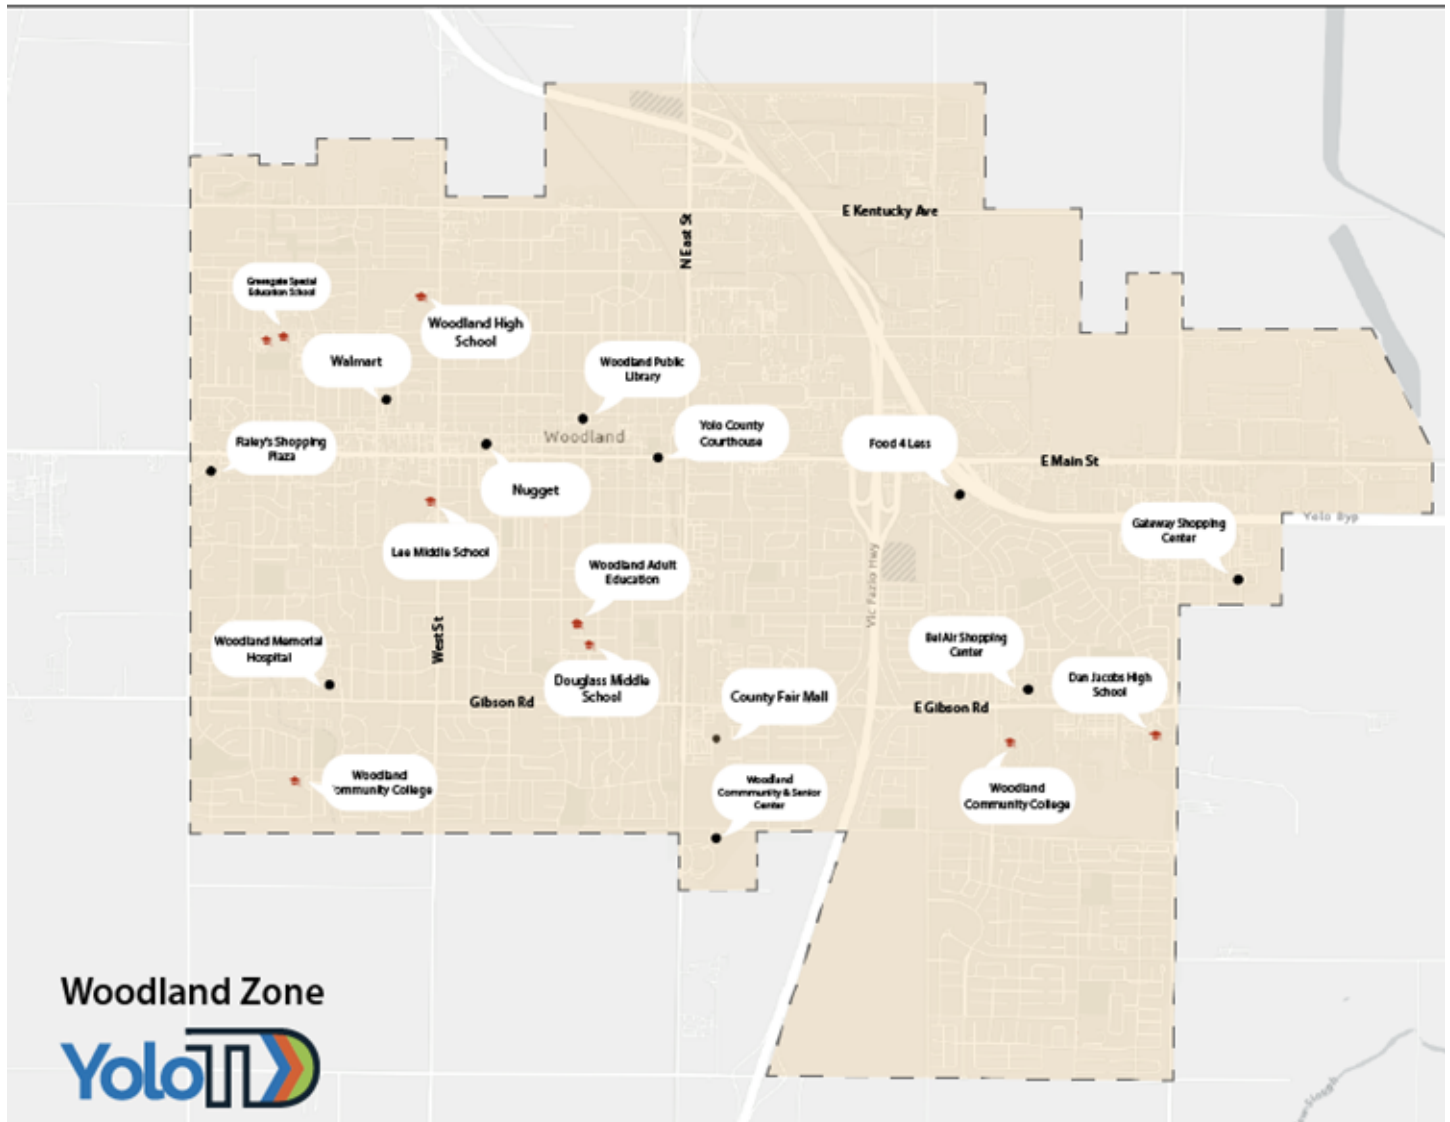 E Kentucky Ave
N East St
Greengate Special
Education School
Woodland High
School
Walmart
Woodland Public
Library
Woodland
Yolo County
Courthouse
Food 4 Less
Raley's Shopping
Plaza
E Main St
Nugget
Gateway Shopping
Center
Yolo Byp
Lee Middle School
Woodland Adult
Education
Vic Fazio Hwy
West St
Woodland Memorial
Hospital
Bel Air Shopping
Center
Dan Jacobs High
School
Douglass Middle
School
County Fair Mall
Gibson Rd
E Gibson Rd
Woodland
ommunity College
Woodland
Commmunity & Senior
Center
Woodland
Community College
Woodland Zone
YoloTD